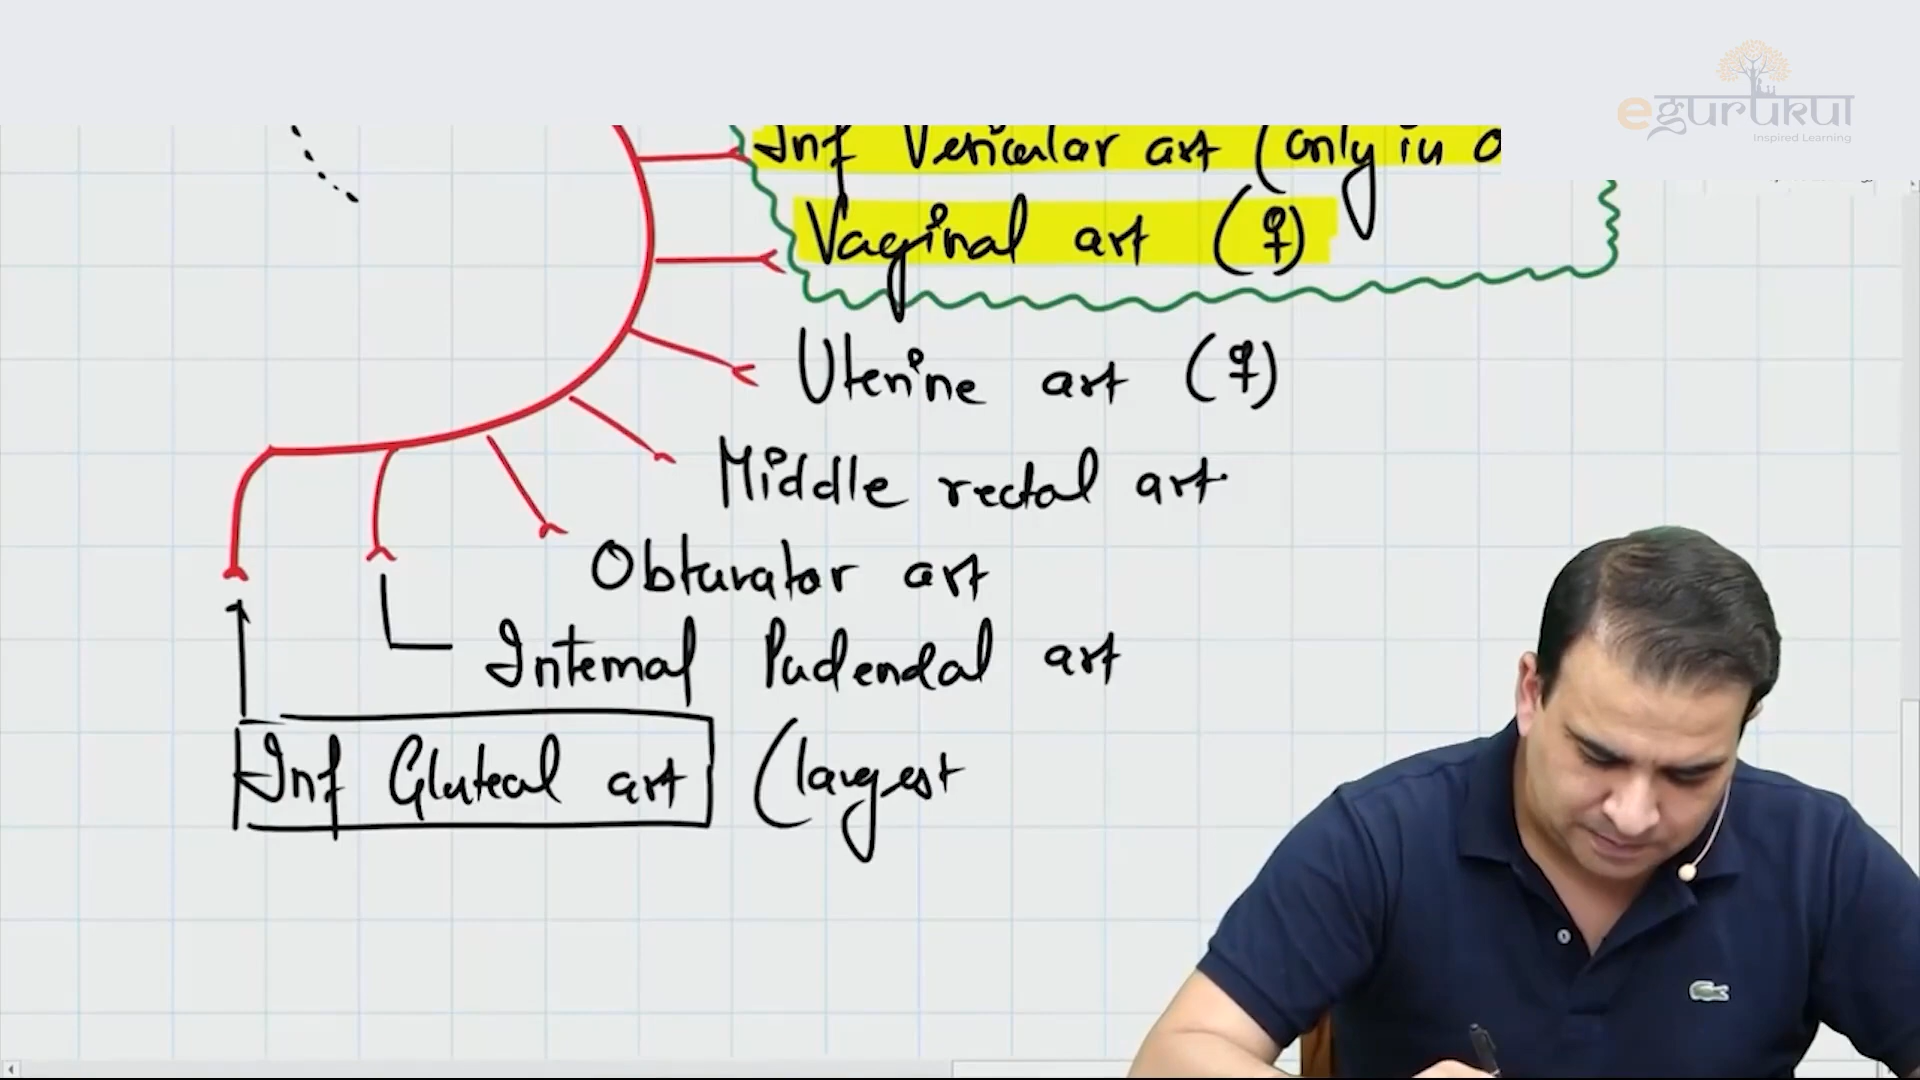 eGurukul
Inspired Learning
Inf Vesicular art (only in
Vaginal art (♀)
Uterine art (♀)
Middle rectal art
Obturator art
Internal Pudendal art
Inf Gluteal art (largest